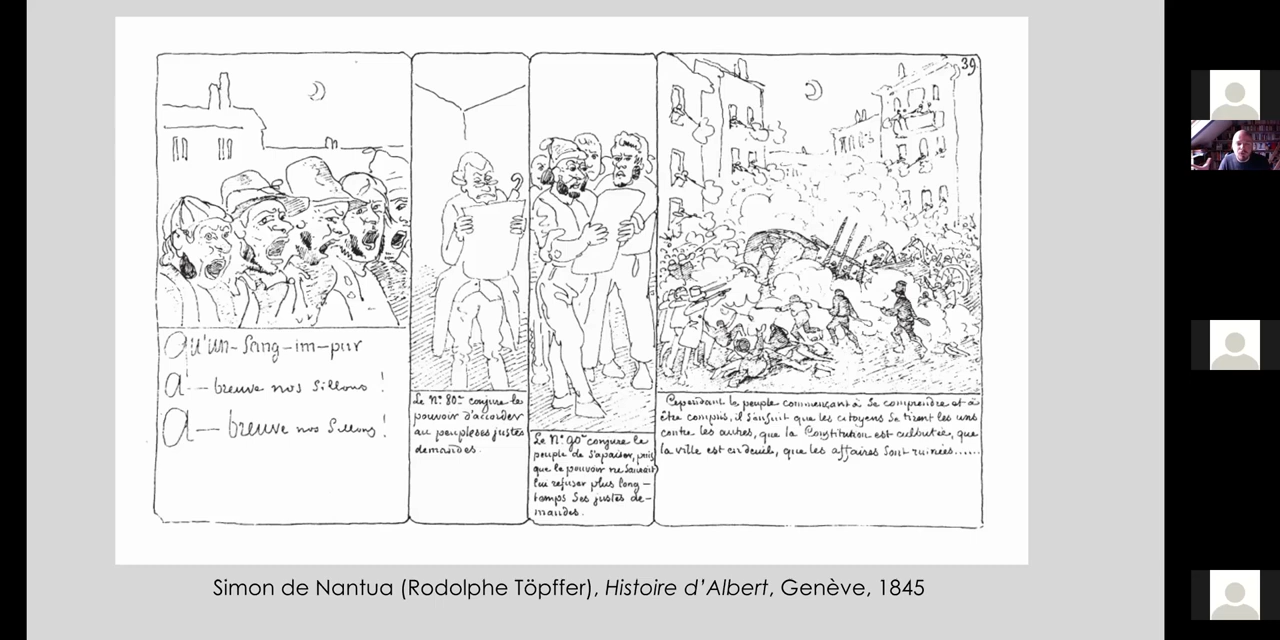 39
Qu'un-Sang-im-pur
A-breuve nos Sillons!
A-breuve nos Sillons!
Le N°. 80me conjure le
pouvoir d'accorder
au peuple ses justes
demandes.
Le N°. 90me conjure le
peuple de s'apaiser, puis
que le pouvoir ne saurait
lui refuser plus long-
temps ses justes de-
mandes.
Cependant le peuple commençant à se comprendre et à
être compris, il s'ensuit que les citoyens se tirent les uns
contre les autres, que la Constitution est culbutée, que
la ville est en deuil, que les affaires sont ruinées......
Simon de Nantua (Rodolphe Töpffer), Histoire d'Albert, Genève, 1845